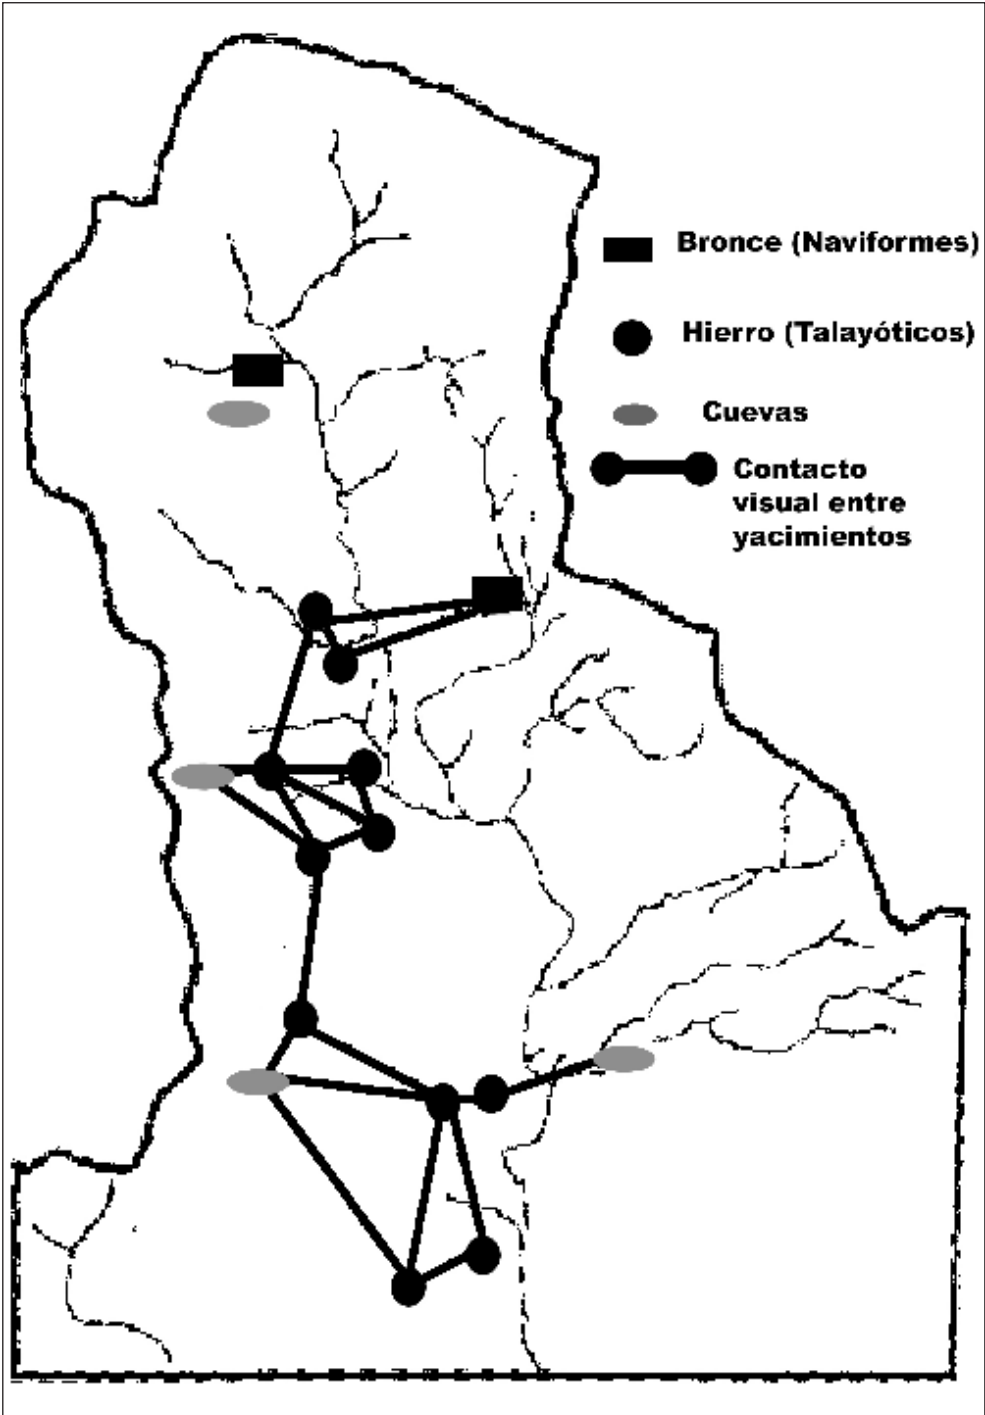 Bronce (Naviformes)
Hierro (Talayóticos)
Cuevas
Contacto
visual entre
yacimientos